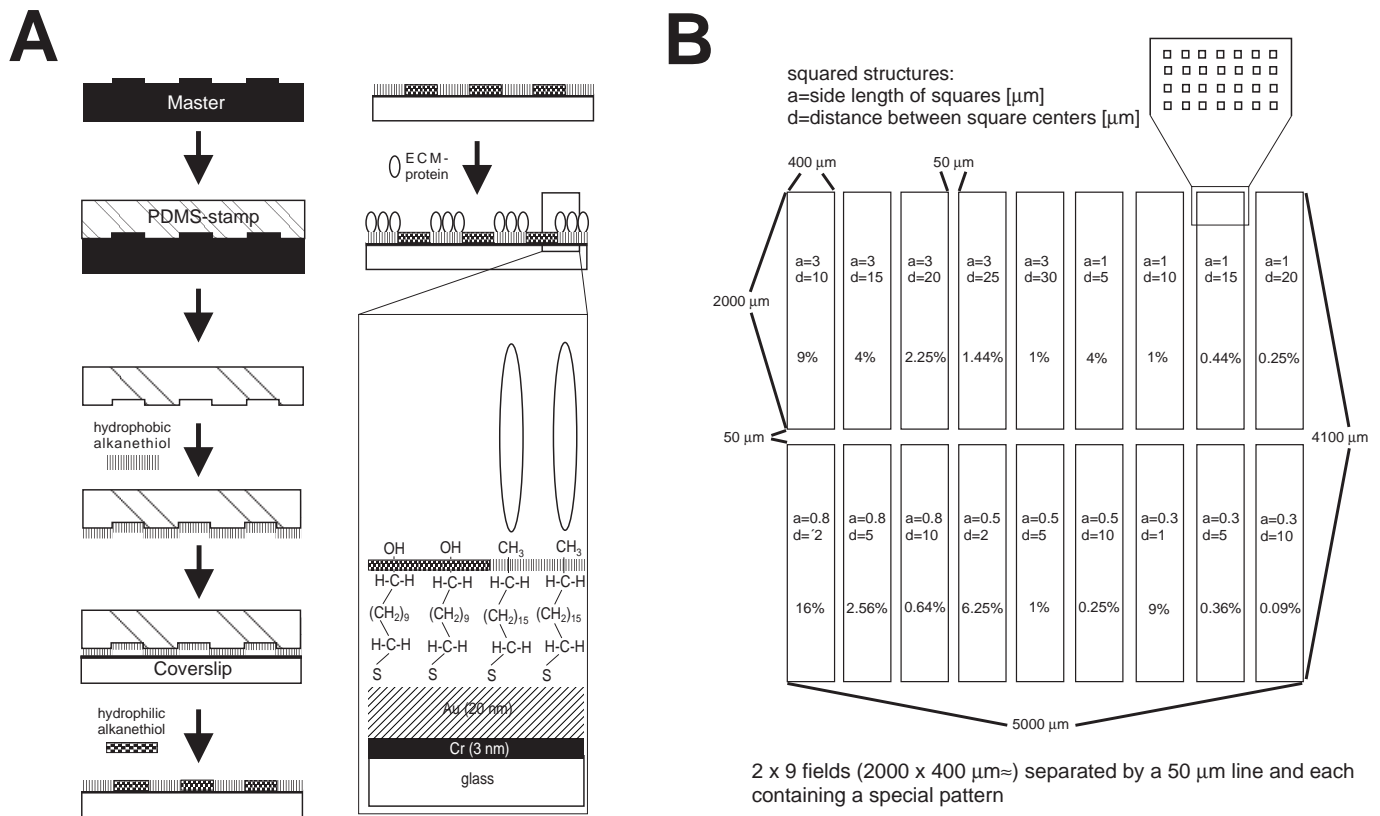 A
Master
PDMS-stamp
hydrophobic
alkanethiol
Coverslip
hydrophilic
alkanethiol
ECM-
protein
OH OH CH3 CH3
H-C-H H-C-H H-C-H H-C-H
(CH2)9 (CH2)9 (CH2)15 (CH2)15
H-C-H H-C-H H-C-H H-C-H
S S S S
Au (20 nm)
Cr (3 nm)
glass
B
squared structures:
a=side length of squares [μm]
d=distance between square centers [μm]
400 μm 50 μm
a=3 a=3 a=3 a=3 a=3 a=1 a=1 a=1 a=1
d=10 d=15 d=20 d=25 d=30 d=5 d=10 d=15 d=20
2000 μm
9% 4% 2.25% 1.44% 1% 4% 1% 0.44% 0.25%
50 μm
4100 μm
a=0.8 a=0.8 a=0.8 a=0.5 a=0.5 a=0.5 a=0.3 a=0.3 a=0.3
d=´2 d=5 d=10 d=2 d=5 d=10 d=1 d=5 d=10
16% 2.56% 0.64% 6.25% 1% 0.25% 9% 0.36% 0.09%
5000 μm
2 x 9 fields (2000 x 400 μm≈) separated by a 50 μm line and each
containing a special pattern